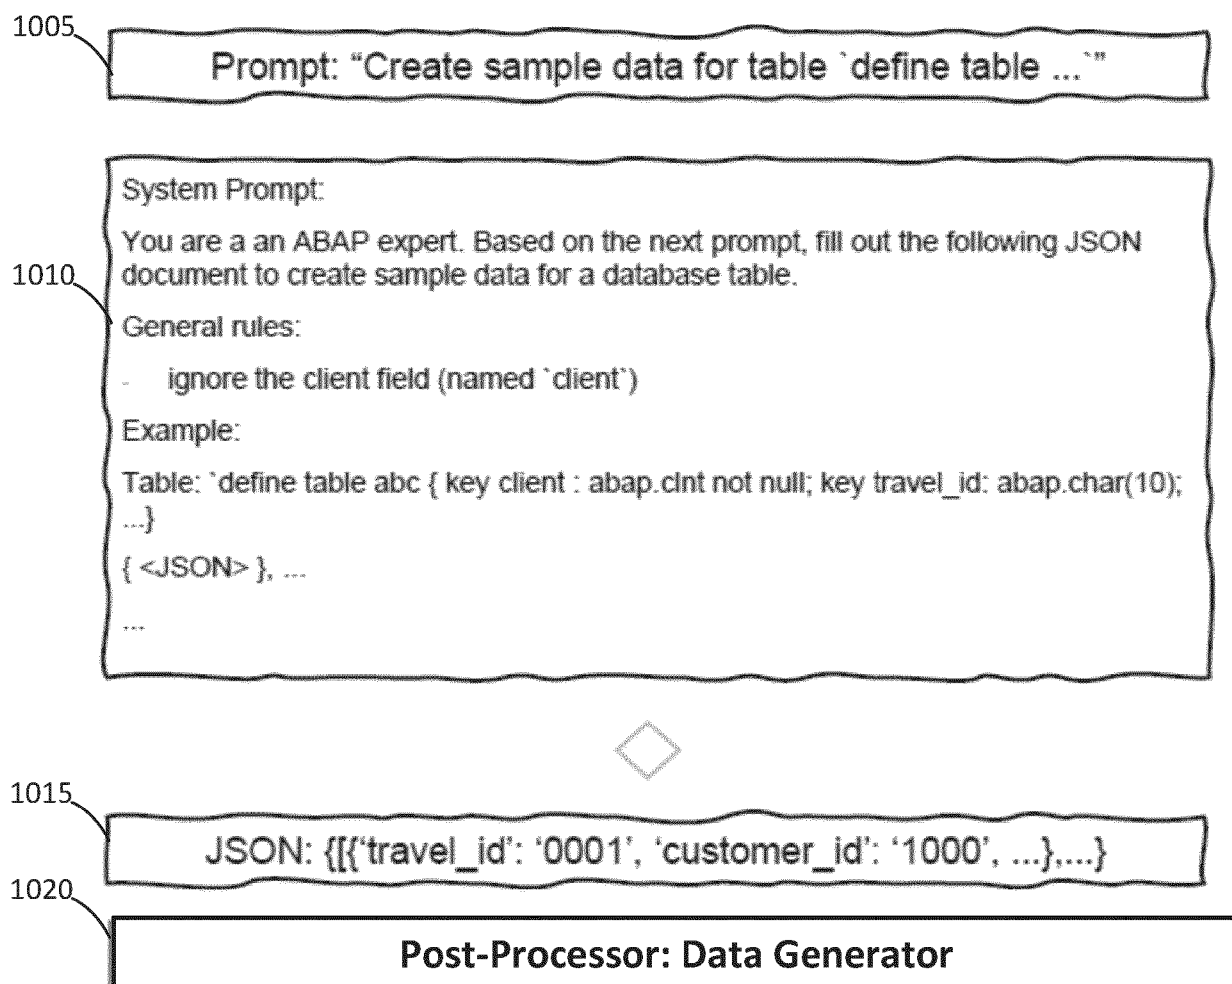 1005
Prompt: “Create sample data for table `define table ...`”
System Prompt:
You are a an ABAP expert. Based on the next prompt, fill out the following JSON
document to create sample data for a database table.
1010
General rules:
- ignore the client field (named `client`)
Example:
Table: `define table abc { key client : abap.clnt not null; key travel_id: abap.char(10);
...}
{ <JSON> }, ...
...
1015
JSON: {[{‘travel_id’: ‘0001’, ‘customer_id’: ‘1000’, ...},...}
1020
Post-Processor: Data Generator